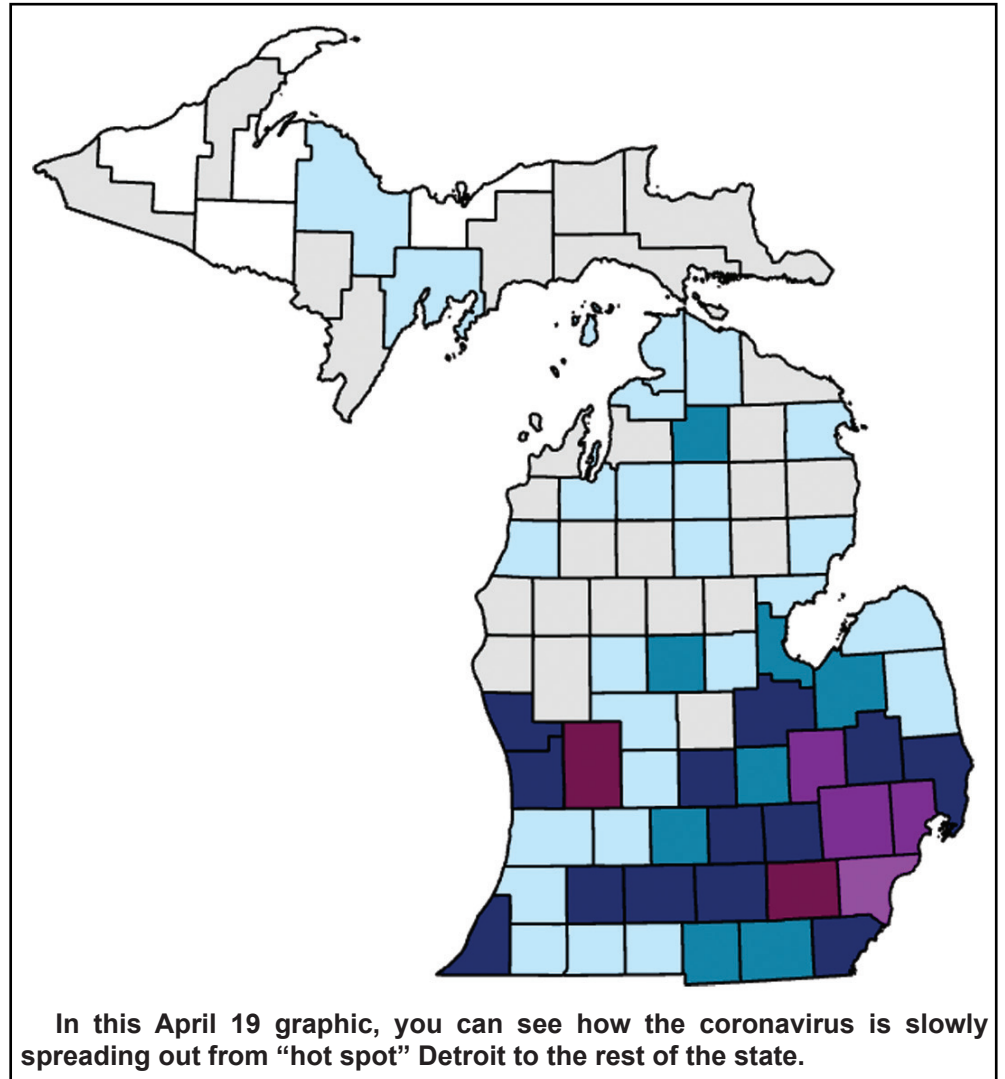 In this April 19 graphic, you can see how the coronavirus is slowly
spreading out from “hot spot” Detroit to the rest of the state.